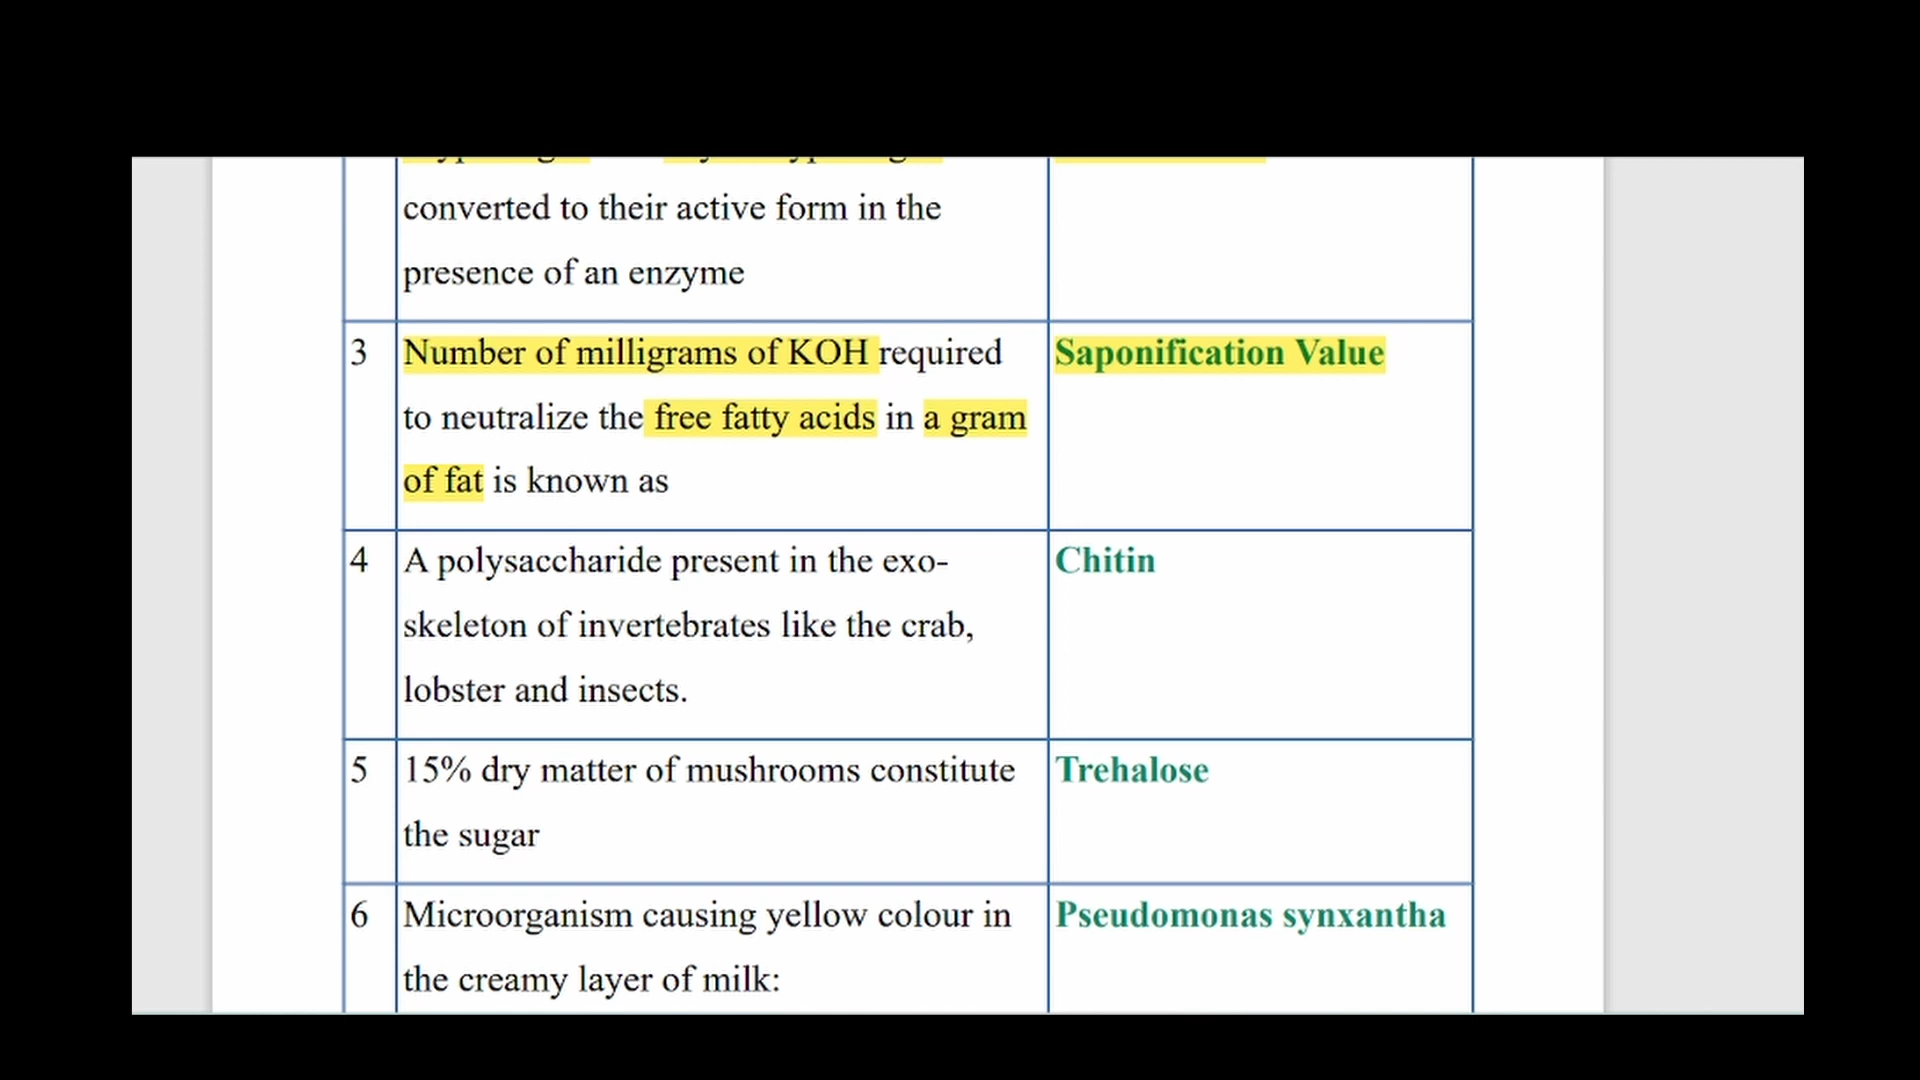 converted to their active form in the
presence of an enzyme
3 Number of milligrams of KOH required Saponification Value
to neutralize the free fatty acids in a gram
of fat is known as
4 A polysaccharide present in the exo- Chitin
skeleton of invertebrates like the crab,
lobster and insects.
5 15% dry matter of mushrooms constitute Trehalose
the sugar
6 Microorganism causing yellow colour in Pseudomonas synxantha
the creamy layer of milk: